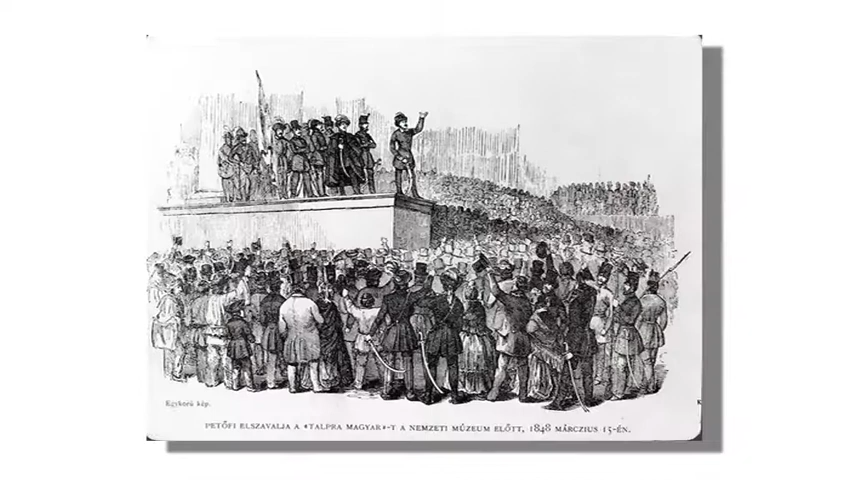 Egykorú kép.
PETŐFI ELSZAVALJA A «TALPRA MAGYAR»-T A NEMZETI MÚZEUM ELŐTT, 1848 MÁRCZIUS 15-ÉN.
K